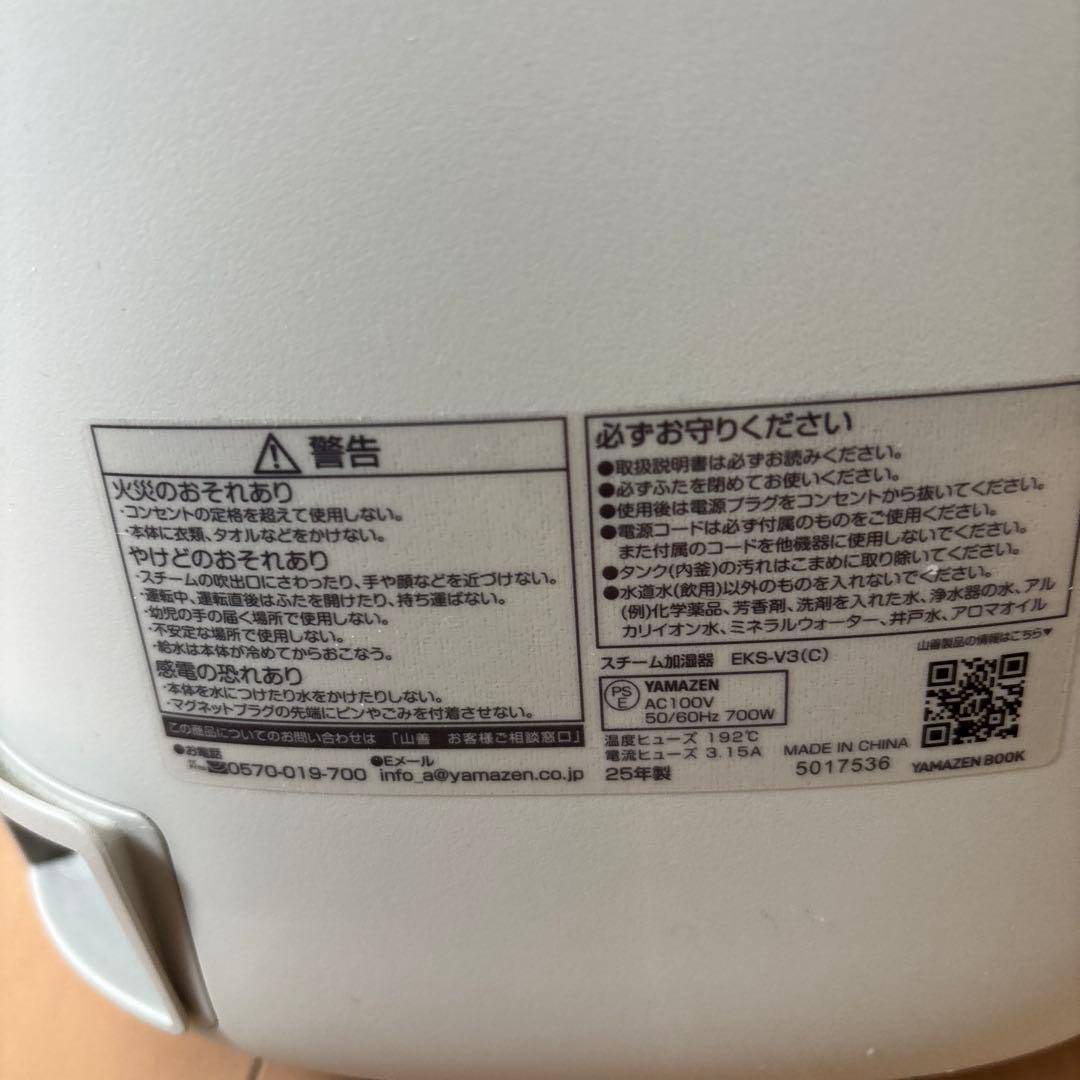 警告
火災のおそれあり
・コンセントの定格を超えて使用しない。
・本体に衣類、タオルなどをかけない。
やけどのおそれあり
・スチームの吹出口にさわったり、手や顔などを近づけない。
・運転中、運転直後はふたを開けたり、持ち運ばない。
・幼児の手の届く場所で使用しない。
・不安定な場所で使用しない。
・給水は本体が冷めてからおこなう。
感電の恐れあり
・本体を水につけたり水をかけたりしない。
・マグネットプラグの先端にピンやごみを付着させない。
この商品についてのお問い合わせは「山善 お客様ご相談窓口」
●お電話
0570-019-700
●Eメール
info_a@yamazen.co.jp
必ずお守りください
●取扱説明書は必ずお読みください。
●必ずふたを閉めてお使いください。
●使用後は電源プラグをコンセントから抜いてください。
●電源コードは必ず付属のものをご使用ください。
また付属のコードを他機器に使用しないでください。
●タンク(内釜)の汚れはこまめに取り除いてください。
●水道水(飲用)以外のものを入れないでください。
(例)化学薬品、芳香剤、洗剤を入れた水、浄水器の水、アル
カリイオン水、ミネラルウォーター、井戸水、アロマオイル
山善製品の情報はこちら▼
スチーム加湿器 EKS-V3(C)
PS
E
YAMAZEN
AC100V
50/60Hz 700W
温度ヒューズ 192℃
電流ヒューズ 3.15A
25年製
MADE IN CHINA
5017536
YAMAZEN BOOK